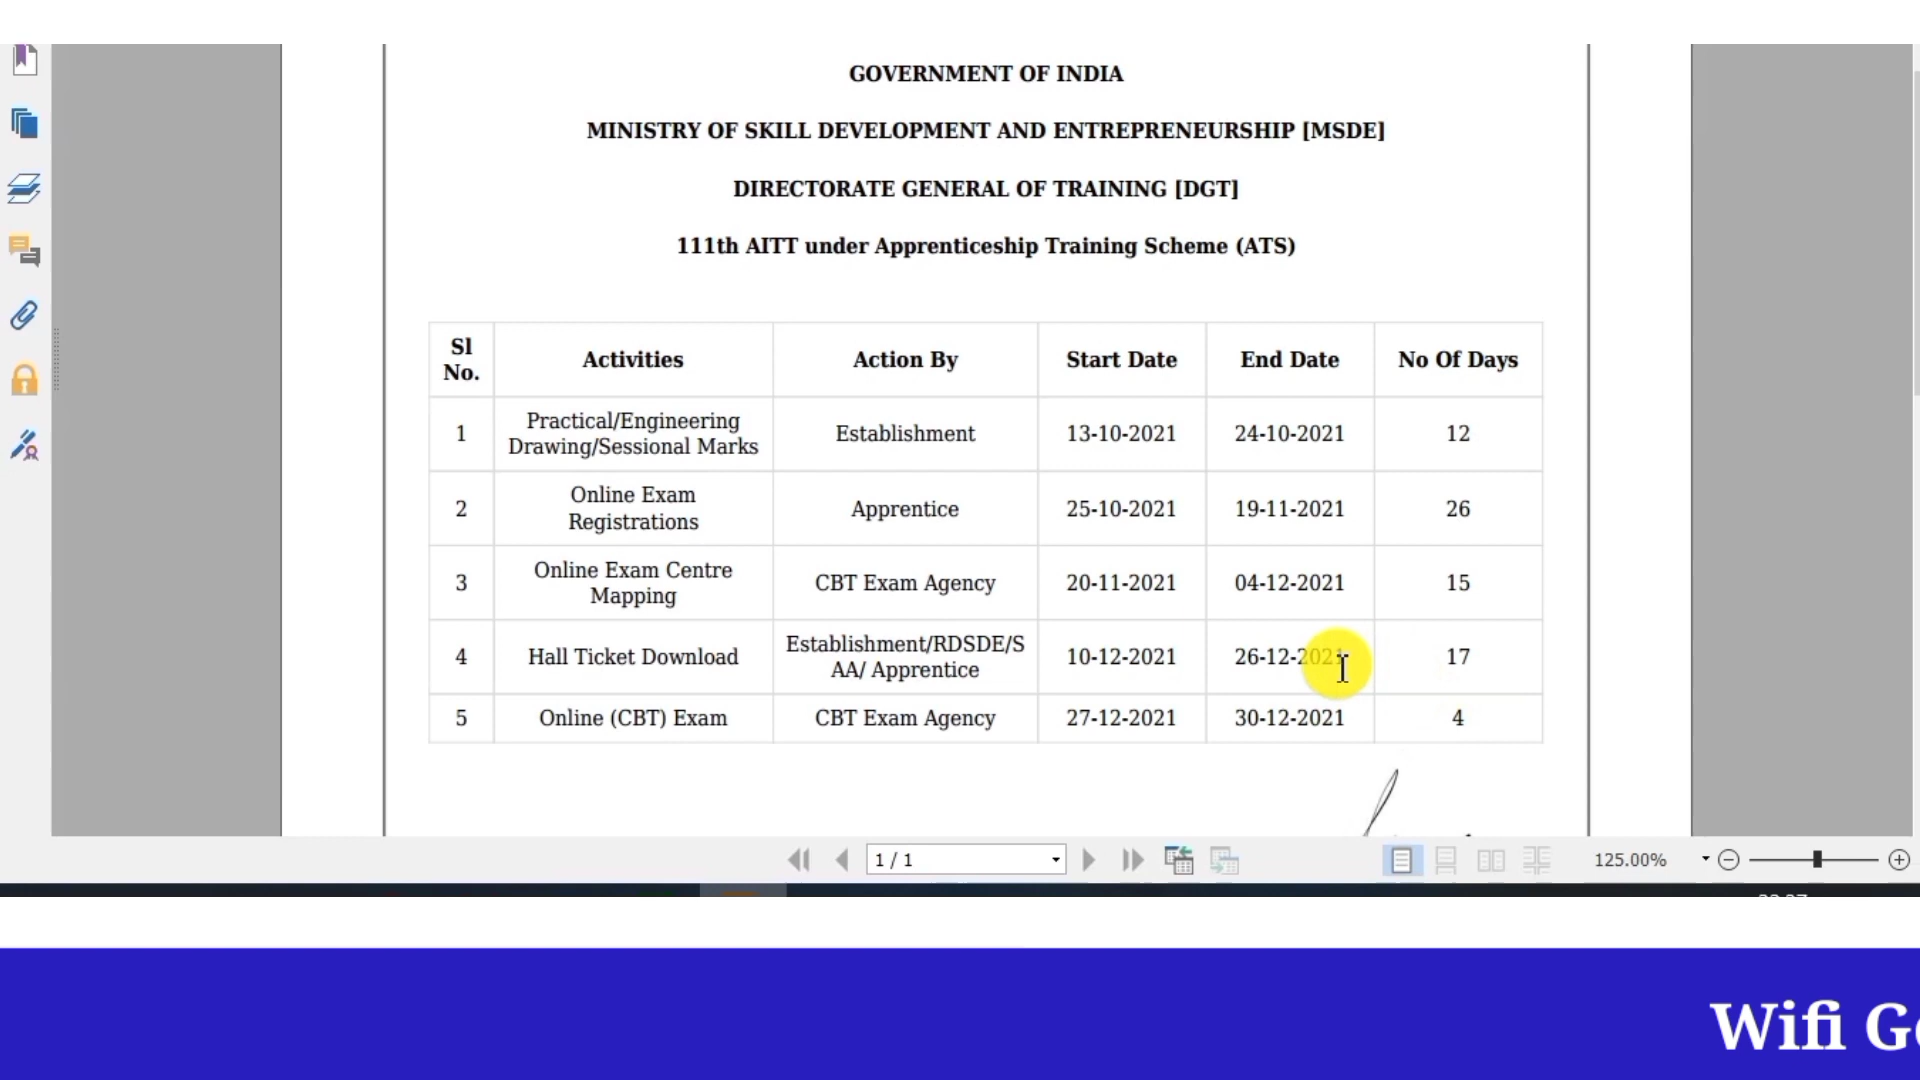 GOVERNMENT OF INDIA
MINISTRY OF SKILL DEVELOPMENT AND ENTREPRENEURSHIP [MSDE]
DIRECTORATE GENERAL OF TRAINING [DGT]
111th AITT under Apprenticeship Training Scheme (ATS)
Sl No. Activities Action By Start Date End Date No Of Days
1 Practical/Engineering Drawing/Sessional Marks Establishment 13-10-2021 24-10-2021 12
2 Online Exam Registrations Apprentice 25-10-2021 19-11-2021 26
3 Online Exam Centre Mapping CBT Exam Agency 20-11-2021 04-12-2021 15
4 Hall Ticket Download Establishment/RDSDE/SAA/ Apprentice 10-12-2021 26-12-2021 17
5 Online (CBT) Exam CBT Exam Agency 27-12-2021 30-12-2021 4
1 / 1
125.00%
Wifi